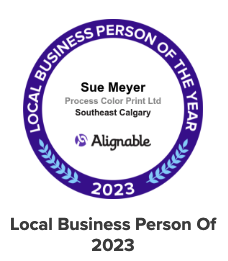 LOCAL BUSINESS PERSON OF THE YEAR
Sue Meyer
Process Color Print Ltd
Southeast Calgary
Alignable
2023
Local Business Person Of
2023